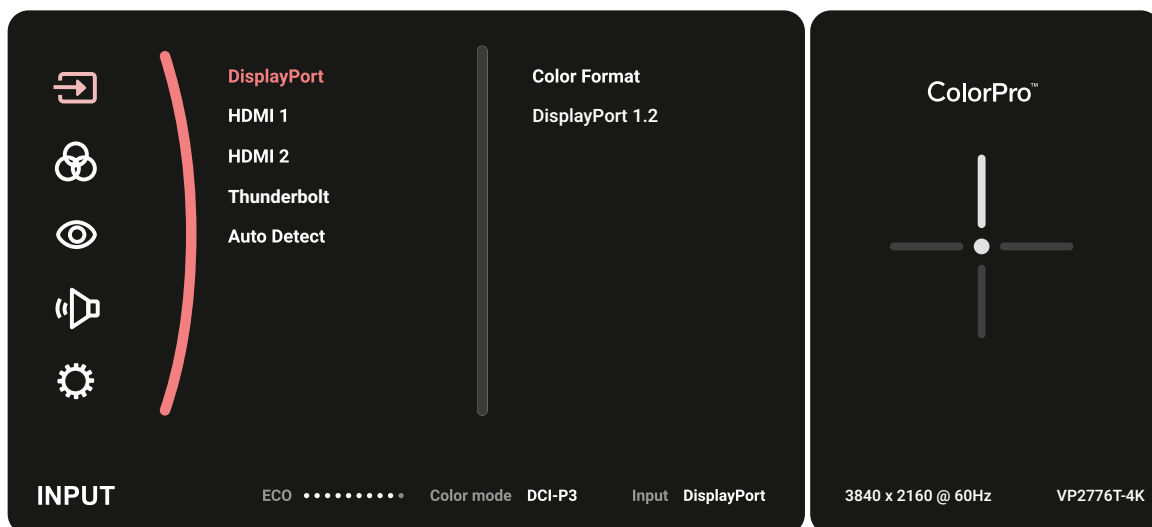 DisplayPort
HDMI 1
HDMI 2
Thunderbolt
Auto Detect
Color Format
DisplayPort 1.2
ColorPro™
INPUT
ECO
Color mode DCI-P3
Input DisplayPort
3840 x 2160 @ 60Hz
VP2776T-4K